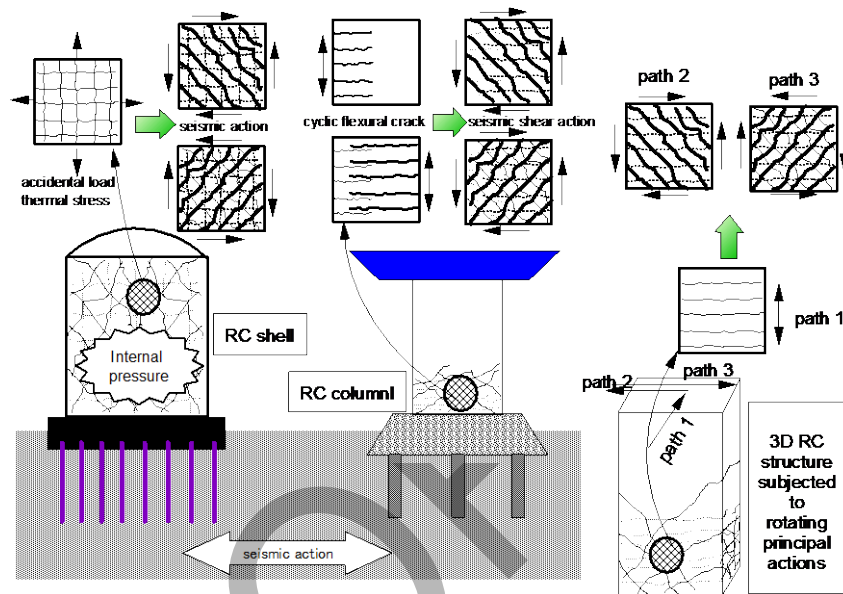 seismic action
accidental load
thermal stress
cyclic flexural crack
seismic shear action
path 2
path 3
path 1
Internal
pressure
RC shell
RC columnl
path 3
path 2
path 1
3D RC
structure
subjected
to
rotating
principal
actions
seismic action